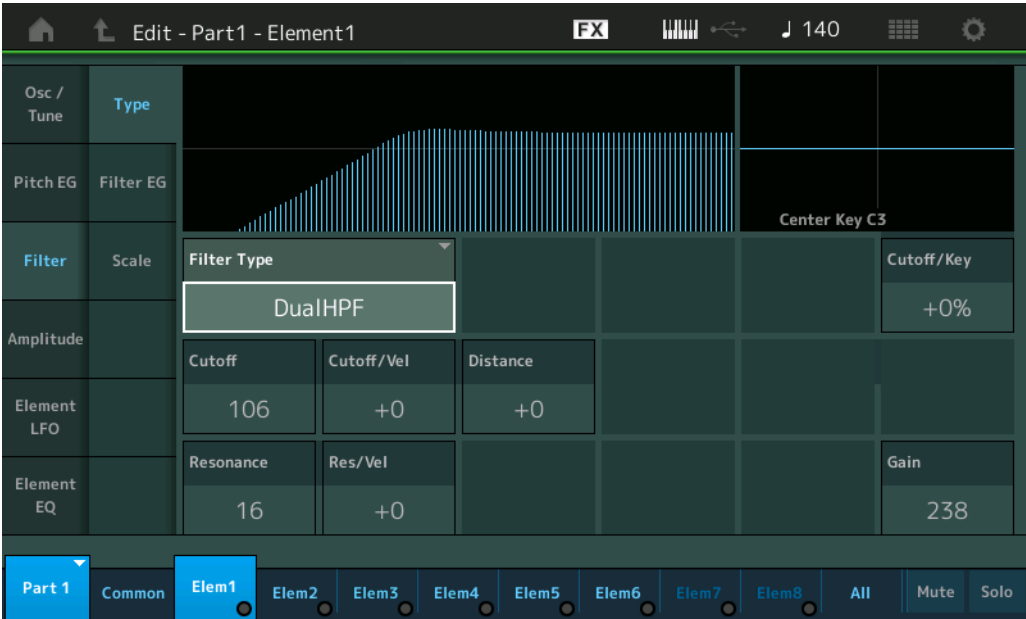 Edit - Part1 - Element1
FX
♩ 140
Osc /
Tune
Type
Pitch EG
Filter EG
Filter
Scale
Amplitude
Element
LFO
Element
EQ
Center Key C3
Filter Type
DualHPF
Cutoff/Key
+0%
Cutoff
106
Cutoff/Vel
+0
Distance
+0
Resonance
16
Res/Vel
+0
Gain
238
Part 1
Common
Elem1
Elem2
Elem3
Elem4
Elem5
Elem6
Elem7
Elem8
All
Mute
Solo